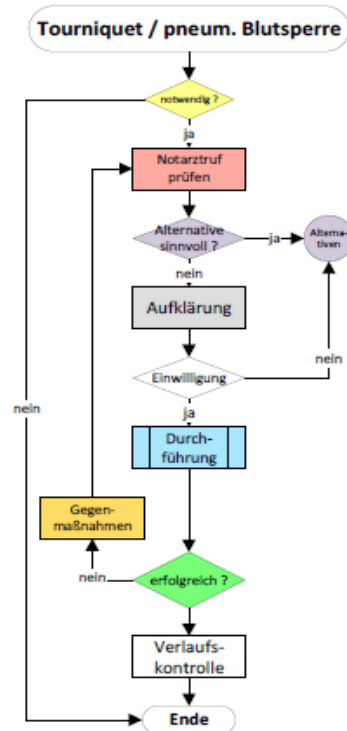 Tourniquet / pneum. Blutsperre
notwendig ?
ja
Notarztruf
prüfen
Alternative
sinnvoll ?
ja
Alterna-
tiven
nein
Aufklärung
Einwilligung
nein
ja
nein
Durch-
führung
Gegen-
maßnahmen
nein
erfolgreich ?
Verlaufs-
kontrolle
Ende